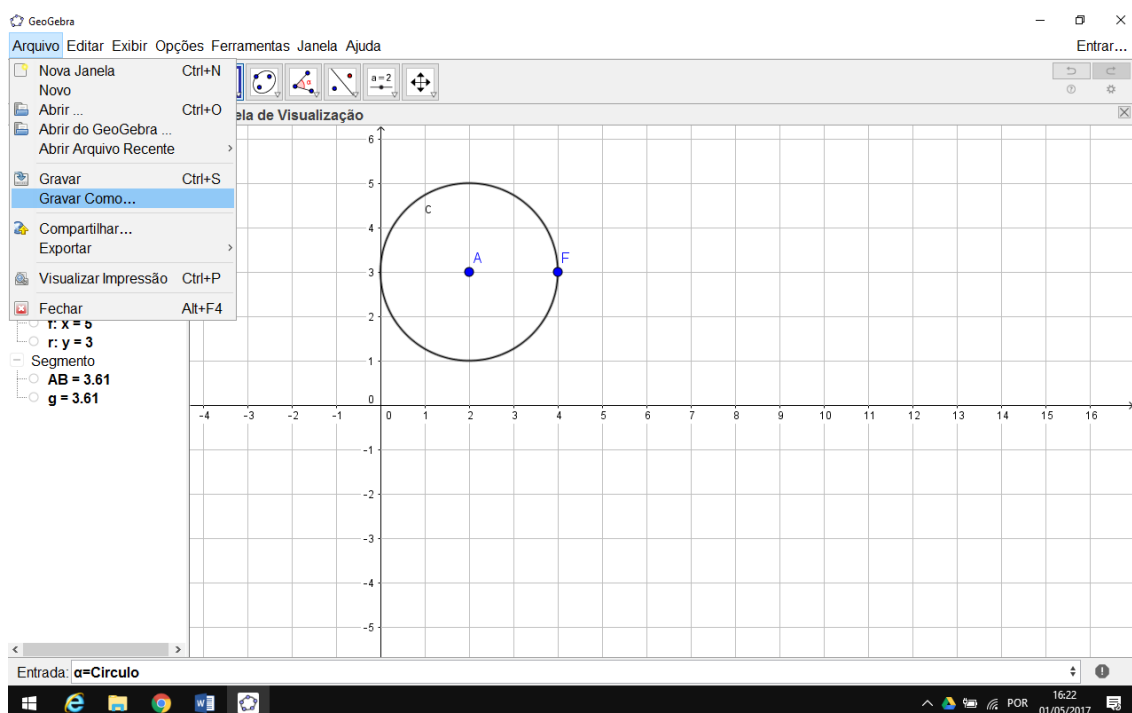 GeoGebra
Arquivo Editar Exibir Opções Ferramentas Janela Ajuda Entrar...
Nova Janela Ctrl+N
Novo
Abrir ... Ctrl+O
Abrir do GeoGebra ...
Abrir Arquivo Recente
Gravar Ctrl+S
Gravar Como...
Compartilhar...
Exportar
Visualizar Impressão Ctrl+P
Fechar Alt+F4
a=2
ela de Visualização
f: x = 5
r: y = 3
Segmento
AB = 3.61
g = 3.61
6
5
4
3
2
1
0
-1
-2
-3
-4
-5
c
A
F
-4 -3 -2 -1 0 1 2 3 4 5 6 7 8 9 10 11 12 13 14 15 16
Entrada: α=Circulo
POR
16:22
01/05/2017